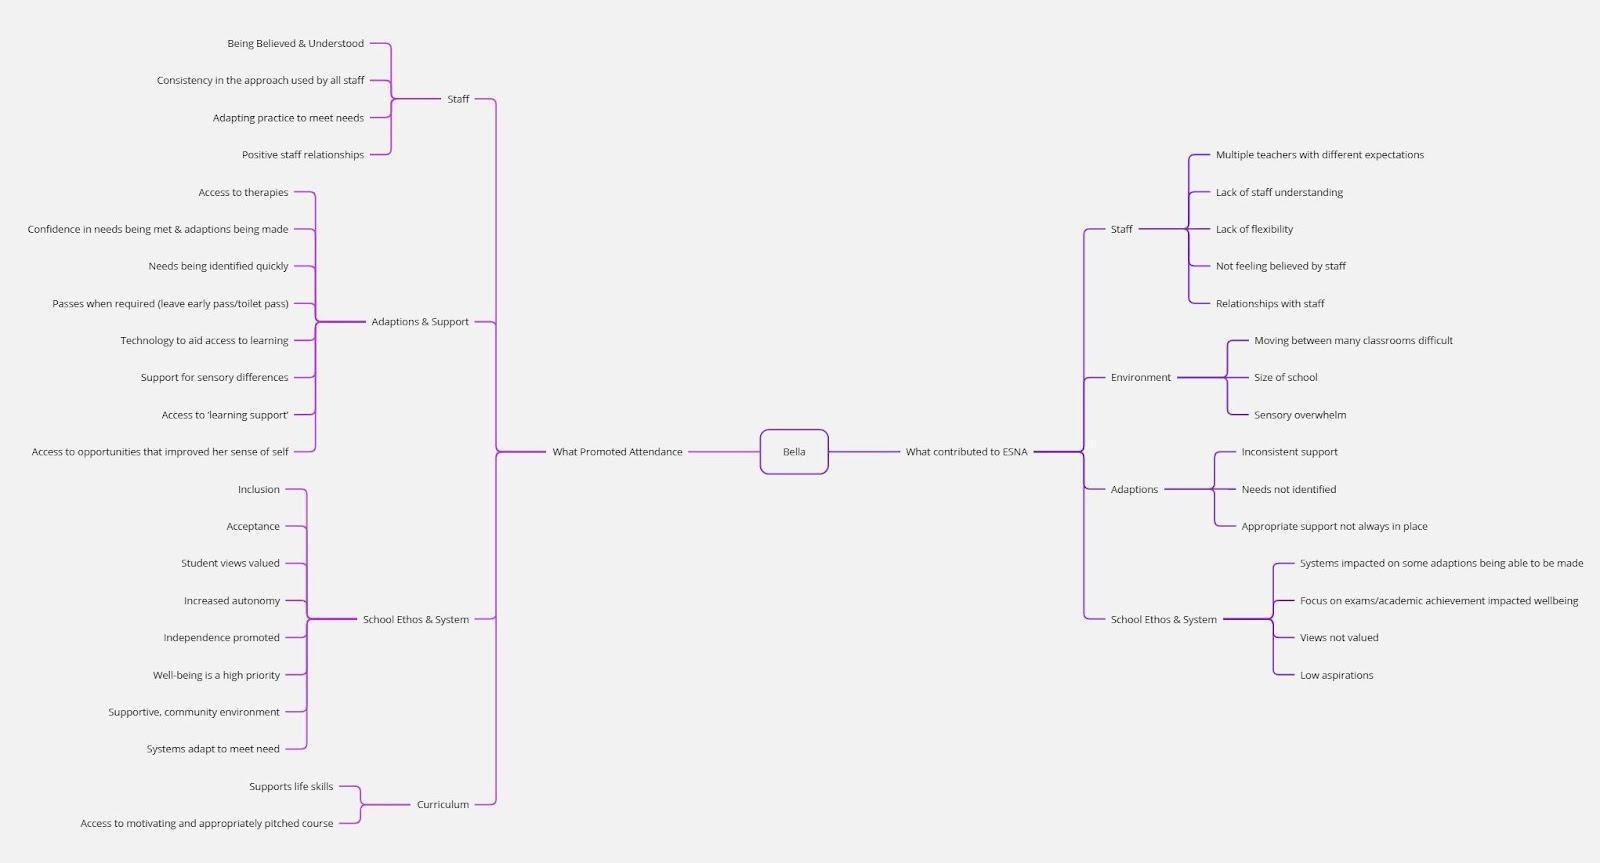 Being Believed & Understood
Consistency in the approach used by all staff
Adapting practice to meet needs
Positive staff relationships
Staff
Access to therapies
Confidence in needs being met & adaptions being made
Needs being identified quickly
Passes when required (leave early pass/toilet pass)
Technology to aid access to learning
Support for sensory differences
Access to ‘learning support’
Access to opportunities that improved her sense of self
Adaptions & Support
Inclusion
Acceptance
Student views valued
Increased autonomy
Independence promoted
Well-being is a high priority
Supportive, community environment
Systems adapt to meet need
School Ethos & System
Supports life skills
Access to motivating and appropriately pitched course
Curriculum
What Promoted Attendance
Bella
What contributed to ESNA
Staff
Multiple teachers with different expectations
Lack of staff understanding
Lack of flexibility
Not feeling believed by staff
Relationships with staff
Environment
Moving between many classrooms difficult
Size of school
Sensory overwhelm
Adaptions
Inconsistent support
Needs not identified
Appropriate support not always in place
School Ethos & System
Systems impacted on some adaptions being able to be made
Focus on exams/academic achievement impacted wellbeing
Views not valued
Low aspirations